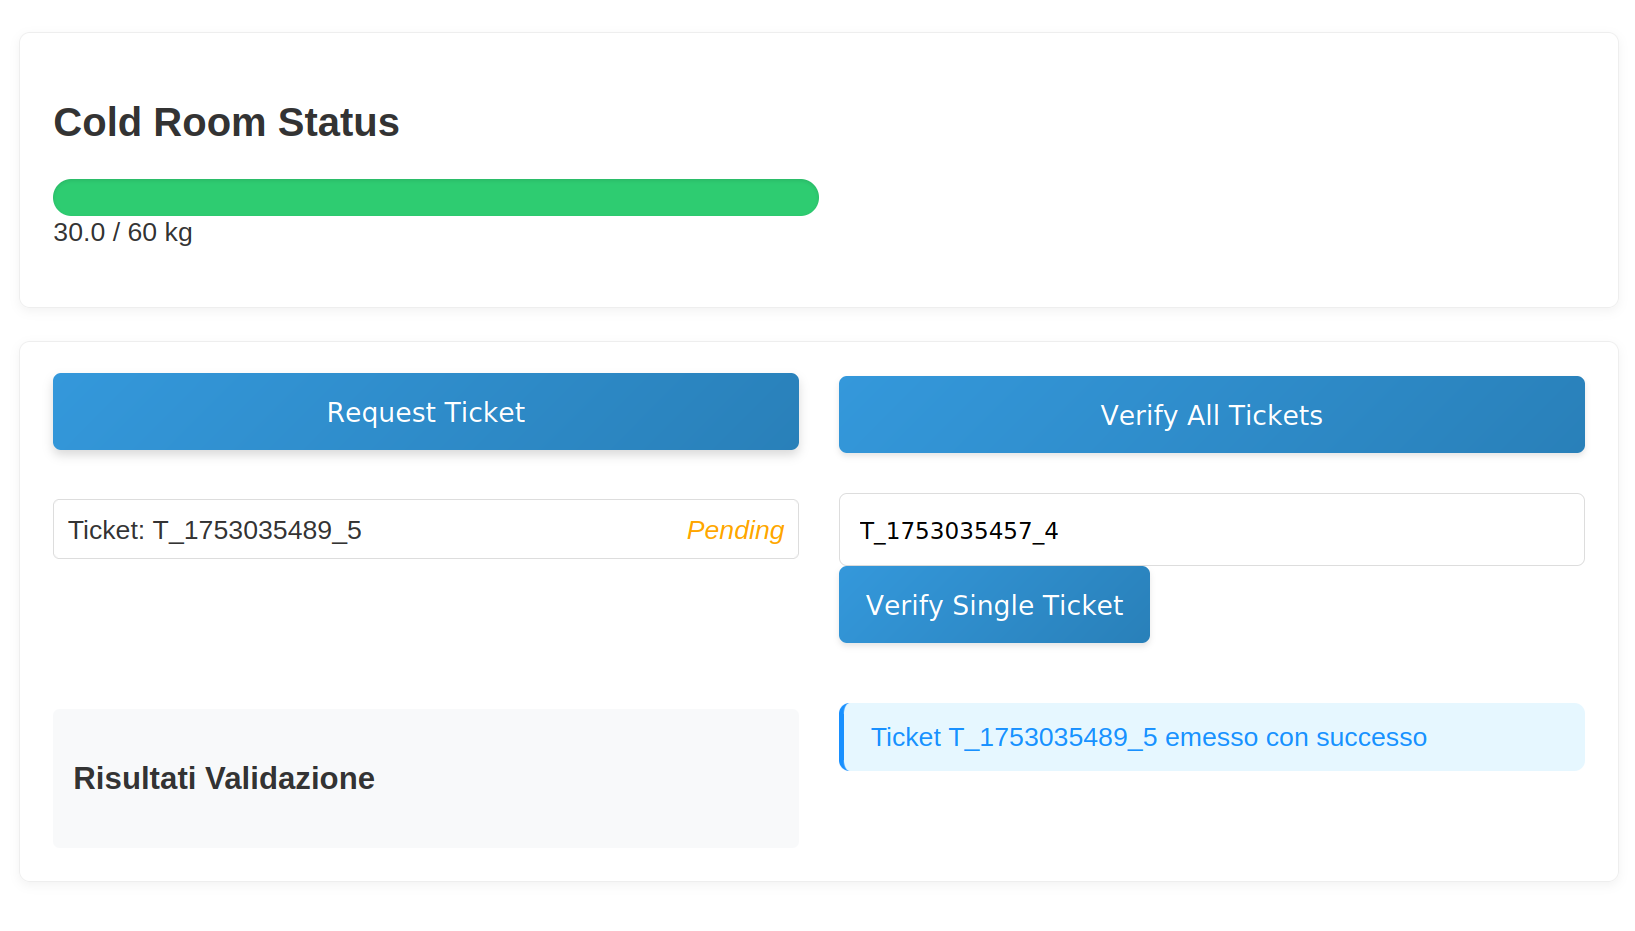 Cold Room Status
30.0 / 60 kg
Request Ticket
Verify All Tickets
Ticket: T_1753035489_5
Pending
T_1753035457_4
Verify Single Ticket
Ticket T_1753035489_5 emesso con successo
Risultati Validazione